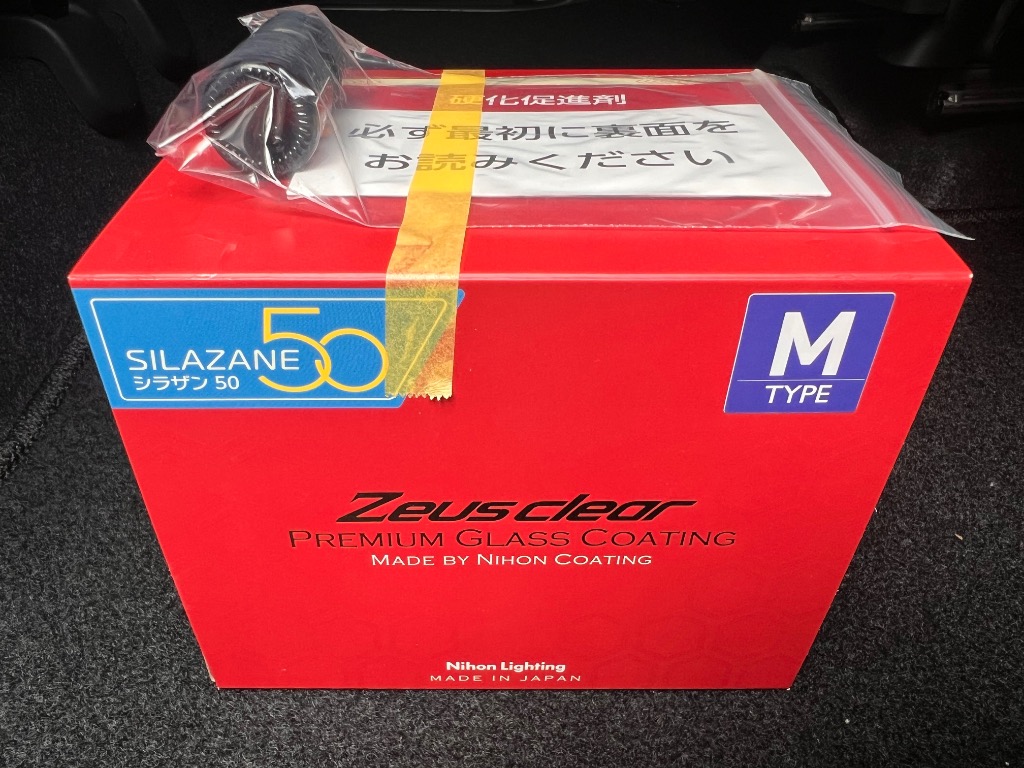 硬化促進剤
必ず最初に裏面を
お読みください
SILAZANE 50
シラザン 50
M
TYPE
Zeus clear
PREMIUM GLASS COATING
MADE BY NIHON COATING
Nihon Lighting
MADE IN JAPAN